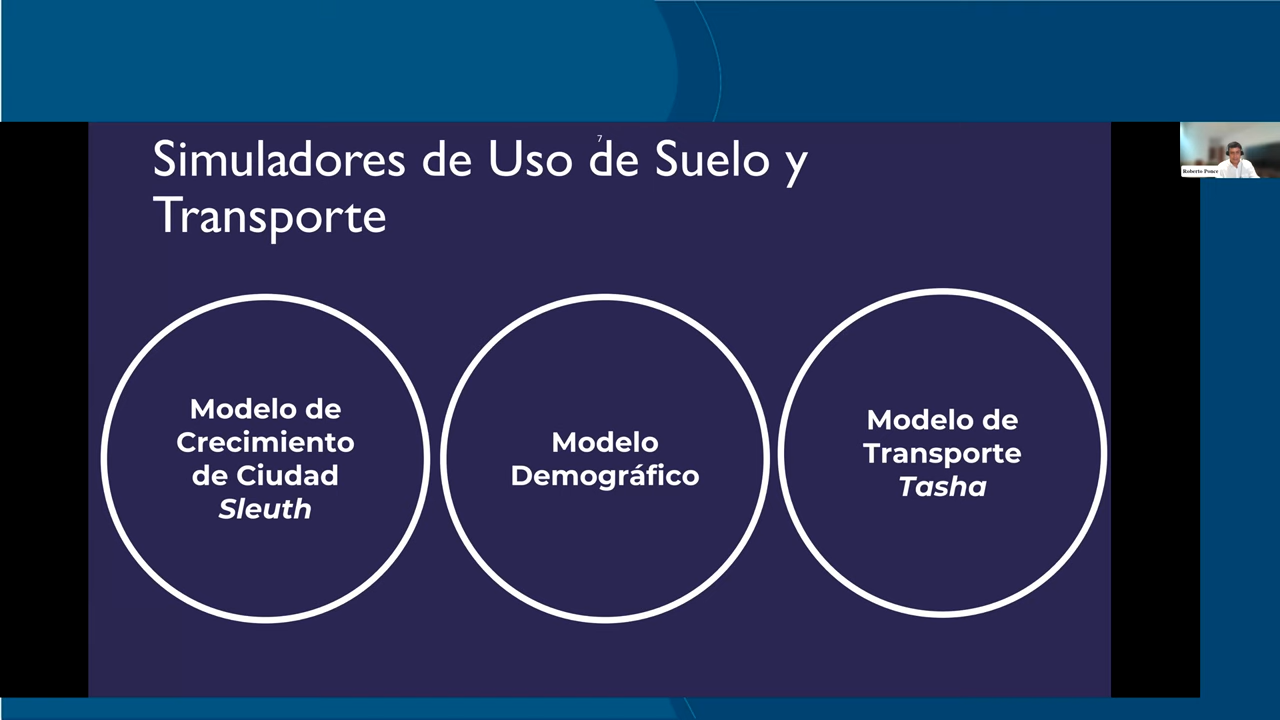 7
Simuladores de Uso de Suelo y
Transporte
Modelo de
Crecimiento
de Ciudad
Sleuth
Modelo
Demográfico
Modelo de
Transporte
Tasha
Roberto Ponce